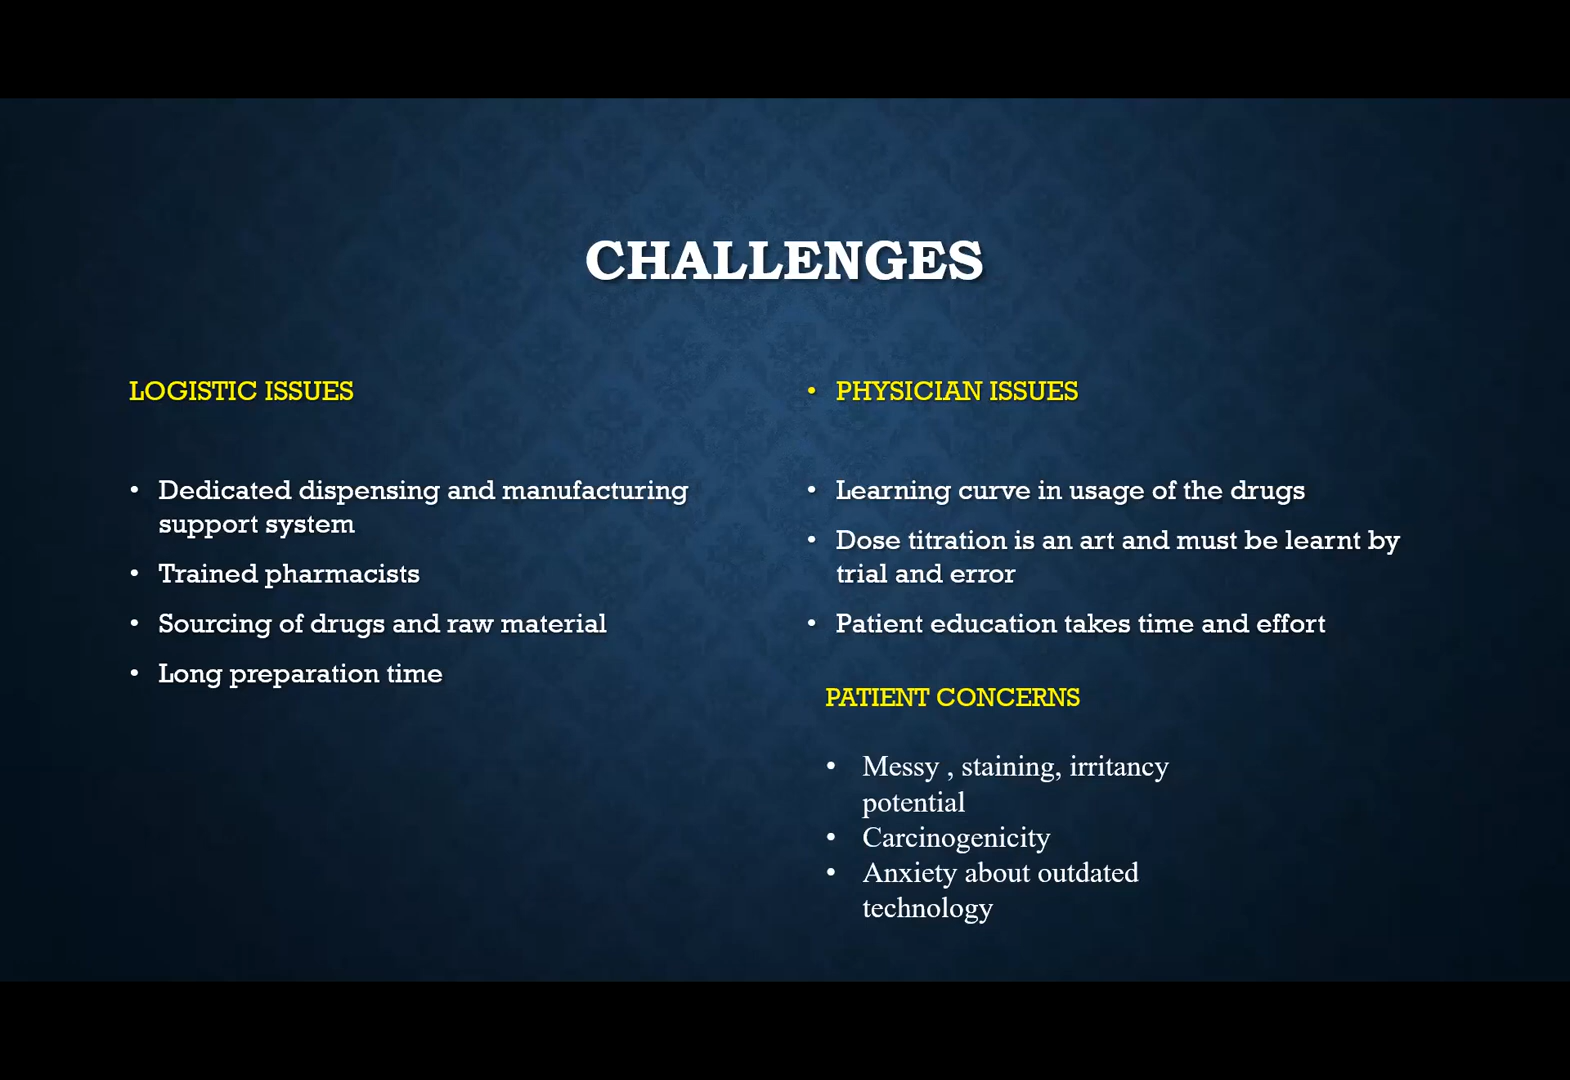 CHALLENGES
LOGISTIC ISSUES
• Dedicated dispensing and manufacturing
support system
• Trained pharmacists
• Sourcing of drugs and raw material
• Long preparation time
• PHYSICIAN ISSUES
• Learning curve in usage of the drugs
• Dose titration is an art and must be learnt by
trial and error
• Patient education takes time and effort
PATIENT CONCERNS
• Messy , staining, irritancy
potential
• Carcinogenicity
• Anxiety about outdated
technology